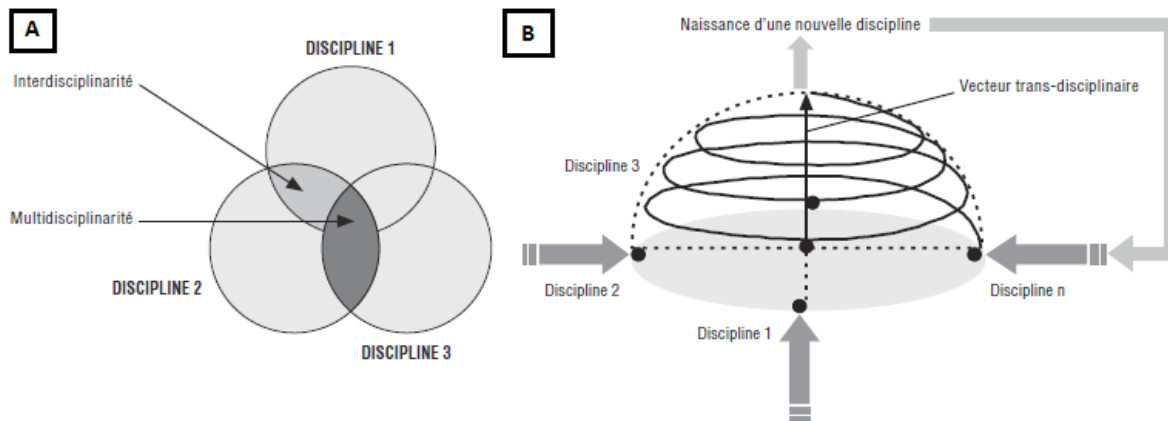 A
DISCIPLINE 1
Interdisciplinarité
Multidisciplinarité
DISCIPLINE 2
DISCIPLINE 3
B
Naissance d'une nouvelle discipline
Vecteur trans-disciplinaire
Discipline 3
Discipline 2
Discipline n
Discipline 1